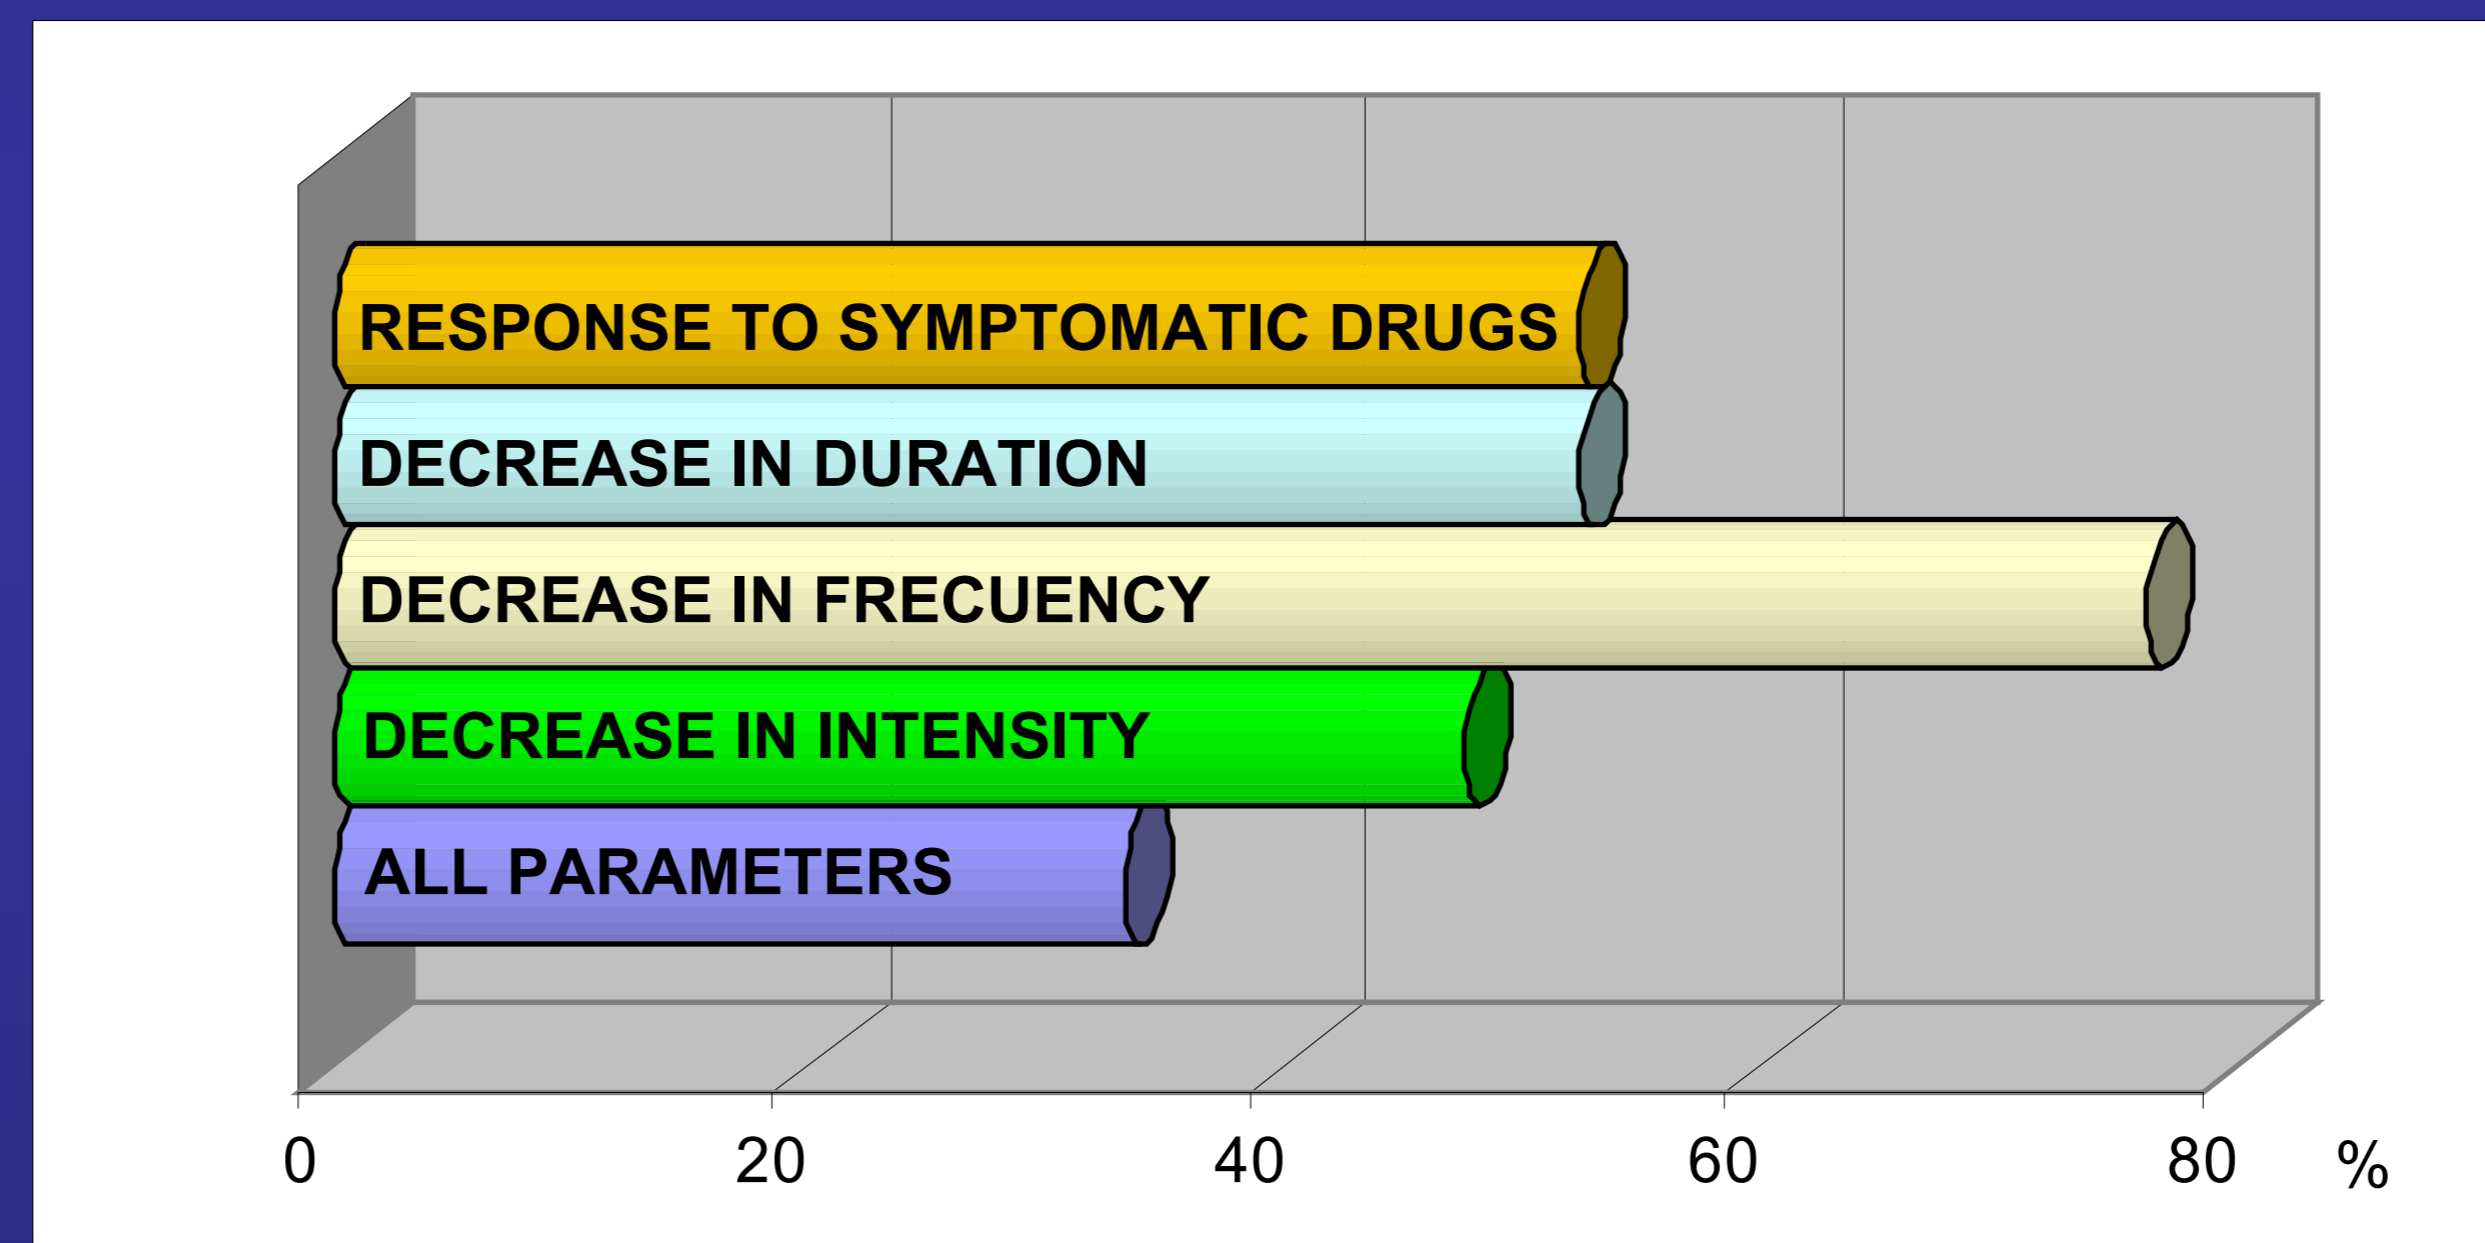 RESPONSE TO SYMPTOMATIC DRUGS
DECREASE IN DURATION
DECREASE IN FRECUENCY
DECREASE IN INTENSITY
ALL PARAMETERS
0 20 40 60 80 %